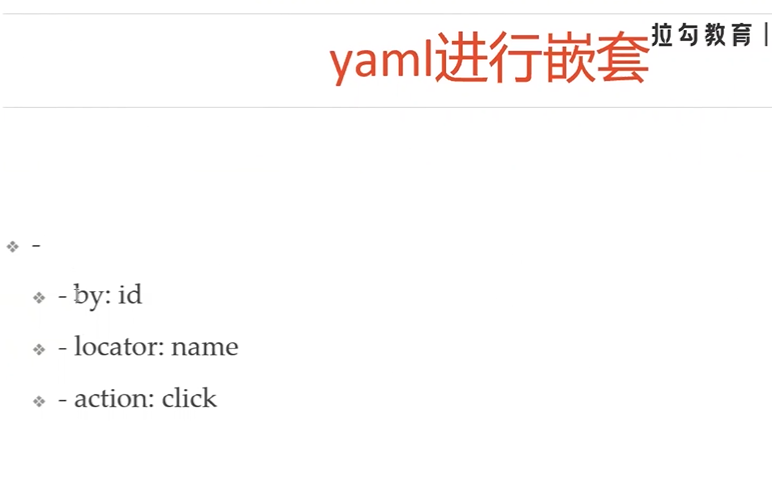 拉勾教育 |
yaml进行嵌套
❖ -
❖ - by: id
❖ - locator: name
❖ - action: click